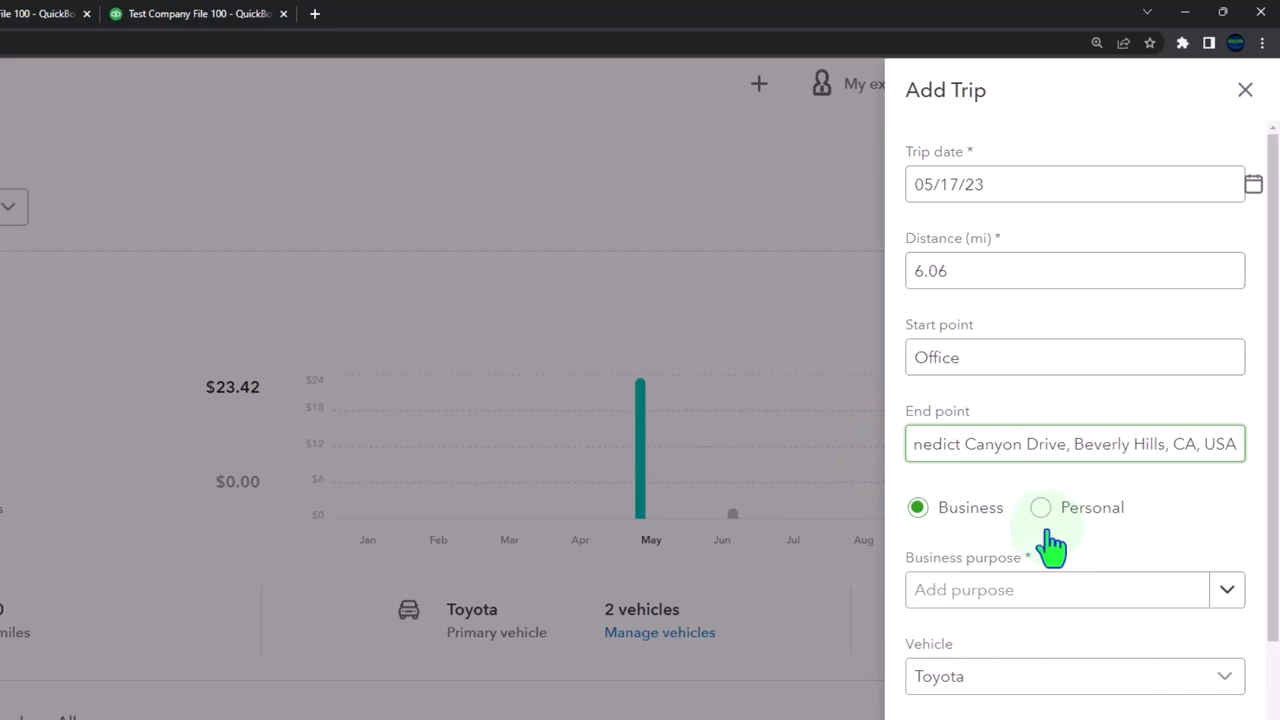 File 100 - QuickBo
Test Company File 100 - QuickBo
My ex
Add Trip
Trip date *
05/17/23
Distance (mi) *
6.06
Start point
Office
End point
nedict Canyon Drive, Beverly Hills, CA, USA
Business
Personal
Business purpose *
Add purpose
Vehicle
Toyota
$23.42
$0.00
$24
$18
$12
$6
$0
Jan Feb Mar Apr May Jun Jul Aug
0
miles
Toyota
Primary vehicle
2 vehicles
Manage vehicles
All